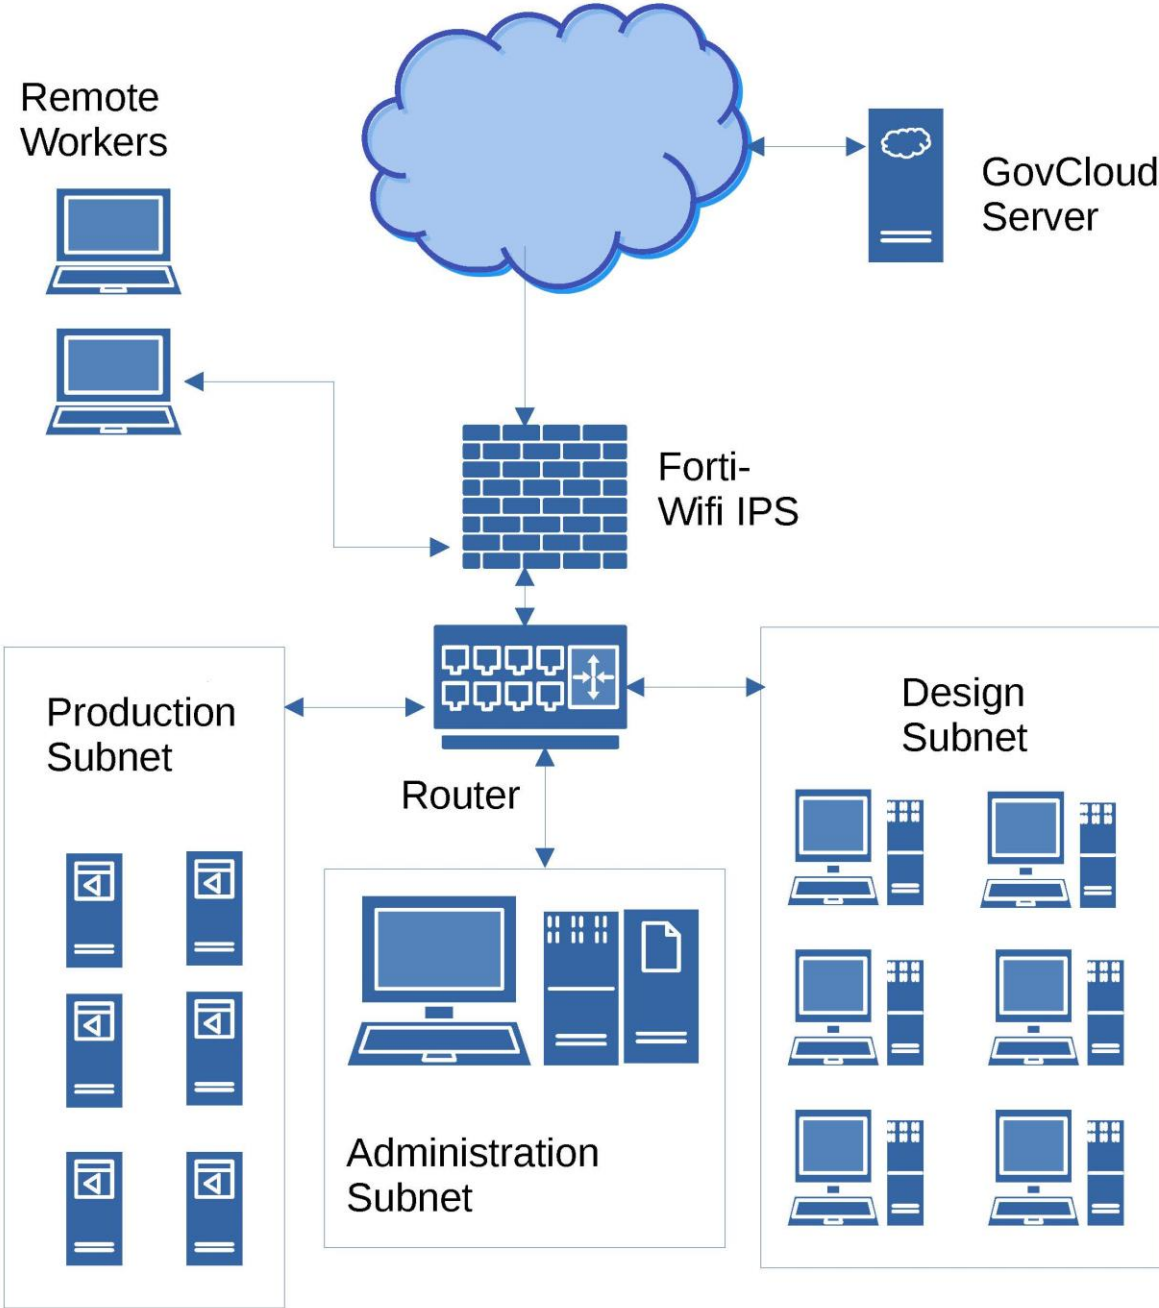 Remote
Workers
GovCloud
Server
Forti-
Wifi IPS
Production
Subnet
Router
Design
Subnet
Administration
Subnet